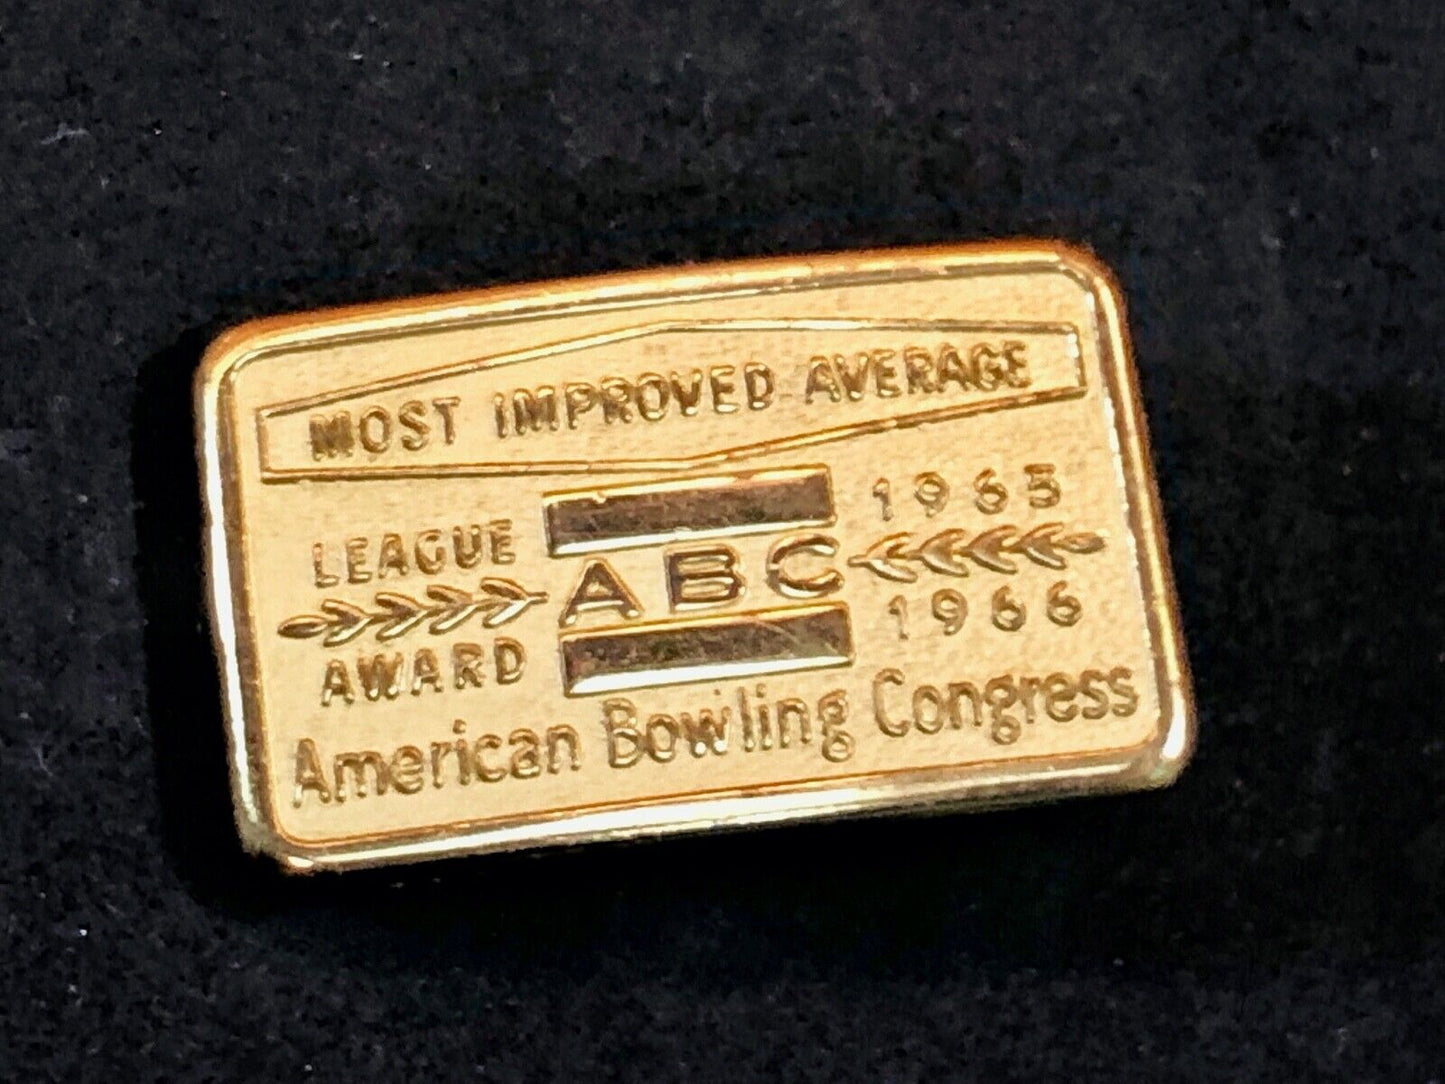 MOST IMPROVED AVERAGE
LEAGUE
AWARD
ABC
1965
1966
American Bowling Congress